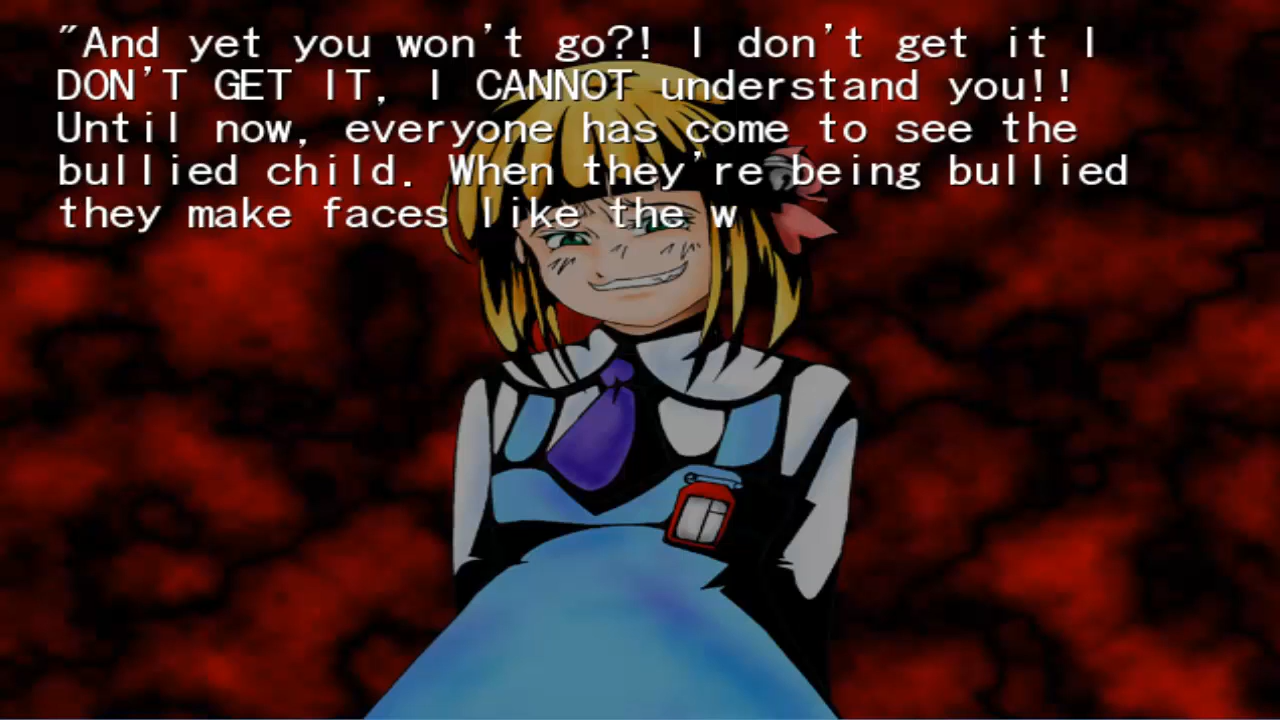 "And yet you won't go?! I don't get it I
DON'T GET IT, I CANNOT understand you!!
Until now, everyone has come to see the
bullied child. When they're being bullied
they make faces like the w